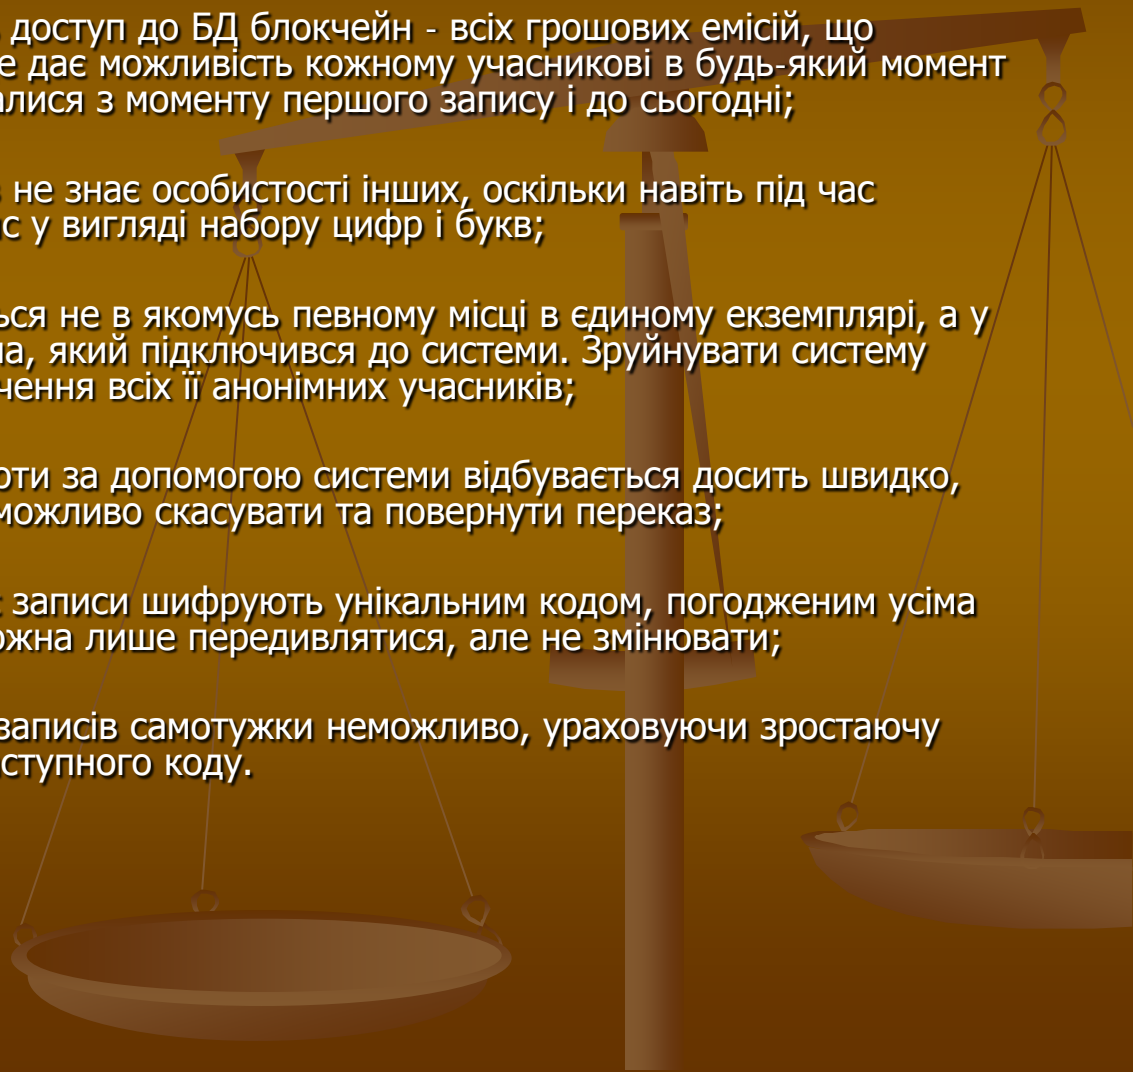 доступ до БД блокчейн - всіх грошових емісій, що
е дає можливість кожному учасникові в будь-який момент
алися з моменту першого запису і до сьогодні;
в не знає особистості інших, оскільки навіть під час
с у вигляді набору цифр і букв;
ься не в якомусь певному місці в єдиному екземплярі, а у
на, який підключився до системи. Зруйнувати систему
чення всіх її анонімних учасників;
юти за допомогою системи відбувається досить швидко,
можливо скасувати та повернути переказ;
записи шифрують унікальним кодом, погодженим усіма
ожна лише передивлятися, але не змінювати;
записів самотужки неможливо, ураховуючи зростаючу
ступного коду.